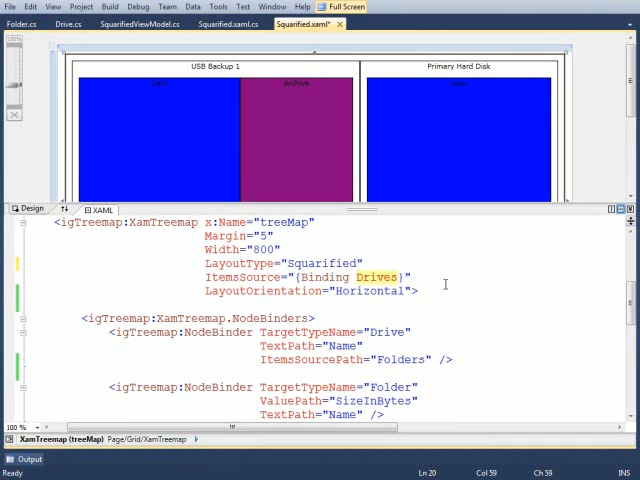 File Edit View Project Build Debug Team Data Tools Test Window Help Full Screen
Folder.cs Drive.cs SquarifiedViewModel.cs Squarified.xaml.cs Squarified.xaml*
100%
USB Backup 1 Primary Hard Disk
Archive
Design XAML
<igTreemap:XamTreemap x:Name="treeMap"
Margin="5"
Width="800"
LayoutType="Squarified"
ItemsSource="{Binding Drives}"
LayoutOrientation="Horizontal">
<igTreemap:XamTreemap.NodeBinders>
<igTreemap:NodeBinder TargetTypeName="Drive"
TextPath="Name"
ItemsSourcePath="Folders" />
<igTreemap:NodeBinder TargetTypeName="Folder"
ValuePath="SizeInBytes"
TextPath="Name" />
100 %
XamTreemap (treeMap) Page/Grid/XamTreemap
Output
Ready Ln 20 Col 59 Ch 59